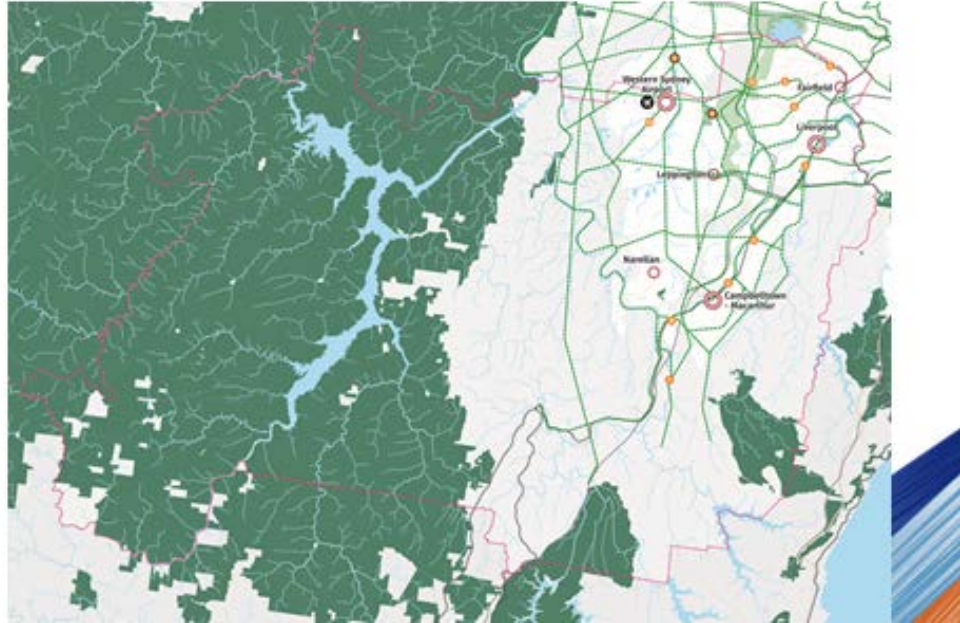 Western Sydney
Airport
Fairfield
Liverpool
Leppington
Narellan
Campbelltown
- Macarthur